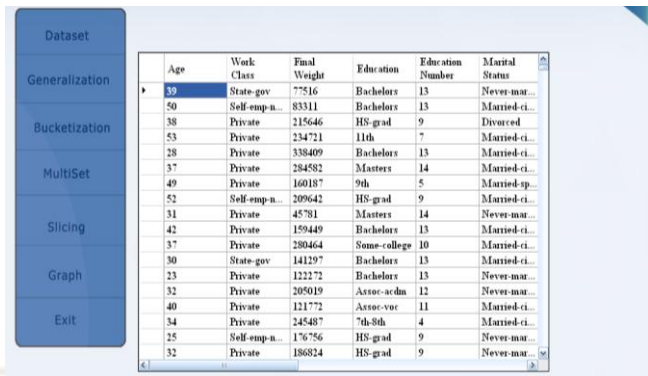 Dataset
Generalization
Bucketization
MultiSet
Slicing
Graph
Exit
Age Work Class Final Weight Education Education Number Marital Status
39 State-gov 77516 Bachelors 13 Never-mar...
50 Self-emp-n... 83311 Bachelors 13 Married-ci...
38 Private 215646 HS-grad 9 Divorced
53 Private 234721 11th 7 Married-ci...
28 Private 338409 Bachelors 13 Married-ci...
37 Private 284582 Masters 14 Married-ci...
49 Private 160187 9th 5 Married-sp...
52 Self-emp-n... 209642 HS-grad 9 Married-ci...
31 Private 45781 Masters 14 Never-mar...
42 Private 159449 Bachelors 13 Married-ci...
37 Private 280464 Some-college 10 Married-ci...
30 State-gov 141297 Bachelors 13 Married-ci...
23 Private 122272 Bachelors 13 Never-mar...
32 Private 205019 Assoc-acdm 12 Never-mar...
40 Private 121772 Assoc-voc 11 Married-ci...
34 Private 245487 7th-8th 4 Married-ci...
25 Self-emp-n... 176756 HS-grad 9 Never-mar...
32 Private 186824 HS-grad 9 Never-mar...